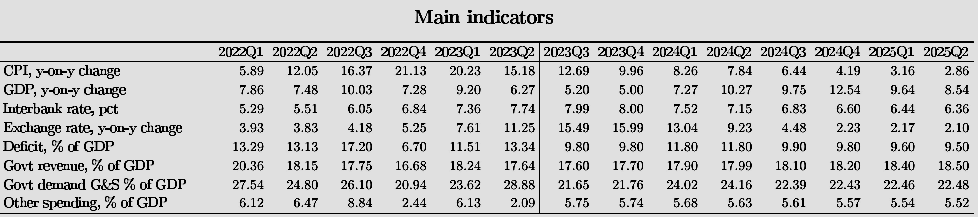 Main indicators
2022Q1 2022Q2 2022Q3 2022Q4 2023Q1 2023Q2 2023Q3 2023Q4 2024Q1 2024Q2 2024Q3 2024Q4 2025Q1 2025Q2
CPI, y-on-y change 5.89 12.05 16.37 21.13 20.23 15.18 12.69 9.96 8.26 7.84 6.44 4.19 3.16 2.86
GDP, y-on-y change 7.86 7.48 10.03 7.28 9.20 6.27 5.20 5.00 7.27 10.27 9.75 12.54 9.64 8.54
Interbank rate, pct 5.29 5.51 6.05 6.84 7.36 7.74 7.99 8.00 7.52 7.15 6.83 6.60 6.44 6.36
Exchange rate, y-on-y change 3.93 3.83 4.18 5.25 7.61 11.25 15.49 15.99 13.04 9.23 4.48 2.23 2.17 2.10
Deficit, % of GDP 13.29 13.13 17.20 6.70 11.51 13.34 9.80 9.80 11.80 11.80 9.90 9.80 9.60 9.50
Govt revenue, % of GDP 20.36 18.15 17.75 16.68 18.24 17.64 17.60 17.70 17.90 17.99 18.10 18.20 18.40 18.50
Govt demand G&S % of GDP 27.54 24.80 26.10 20.94 23.62 28.88 21.65 21.76 24.02 24.16 22.39 22.43 22.46 22.48
Other spending, % of GDP 6.12 6.47 8.84 2.44 6.13 2.09 5.75 5.74 5.68 5.63 5.61 5.57 5.54 5.52